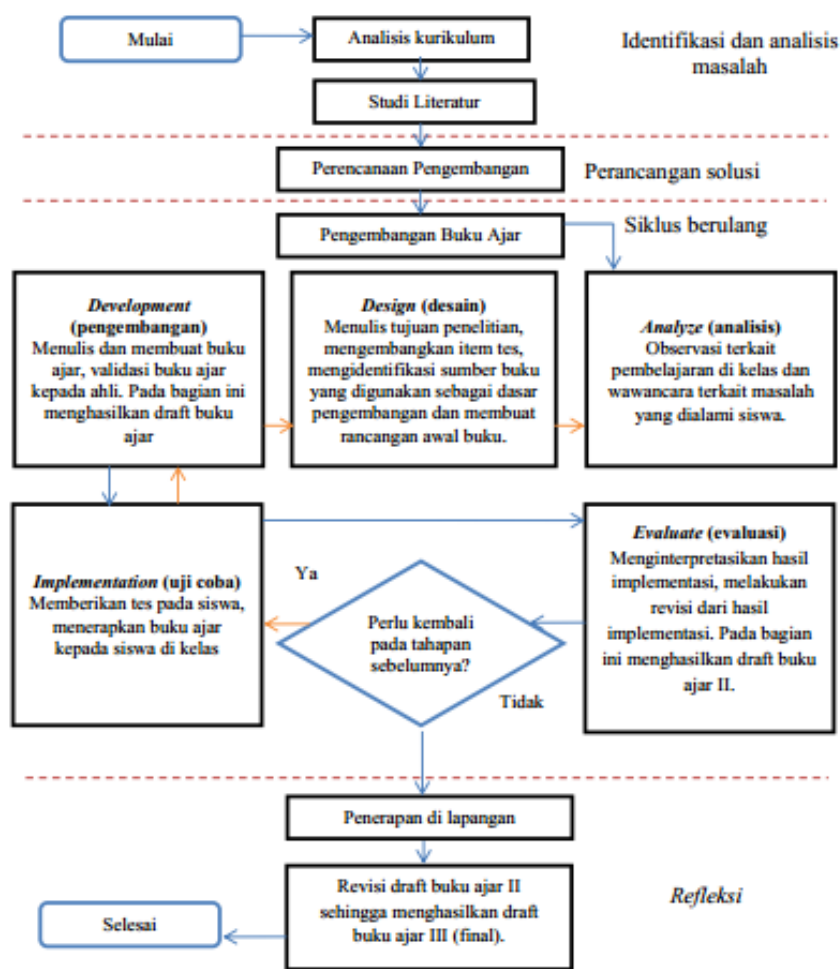 Mulai
Analisis kurikulum
Identifikasi dan analisis
masalah
Studi Literatur
Perencanaan Pengembangan
Perancangan solusi
Pengembangan Buku Ajar
Siklus berulang
Development
(pengembangan)
Menulis dan membuat buku
ajar, validasi buku ajar
kepada ahli. Pada bagian ini
menghasilkan draft buku
ajar
Design (desain)
Menulis tujuan penelitian,
mengembangkan item tes,
mengidentifikasi sumber buku
yang digunakan sebagai dasar
pengembangan dan membuat
rancangan awal buku.
Analyze (analisis)
Observasi terkait
pembelajaran di kelas dan
wawancara terkait masalah
yang dialami siswa.
Implementation (uji coba)
Memberikan tes pada siswa,
menerapkan buku ajar
kepada siswa di kelas
Ya
Perlu kembali
pada tahapan
sebelumnya?
Tidak
Evaluate (evaluasi)
Menginterpretasikan hasil
implementasi, melakukan
revisi dari hasil
implementasi. Pada bagian
ini menghasilkan draft buku
ajar II.
Penerapan di lapangan
Revisi draft buku ajar II
sehingga menghasilkan draft
buku ajar III (final).
Refleksi
Selesai